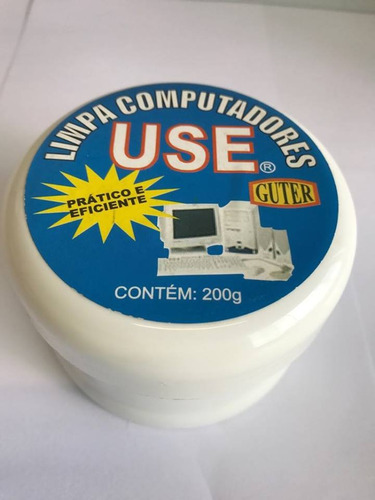 LIMPA COMPUTADORES
USE®
PRÁTICO E
EFICIENTE
GUTER
CONTÉM: 200g